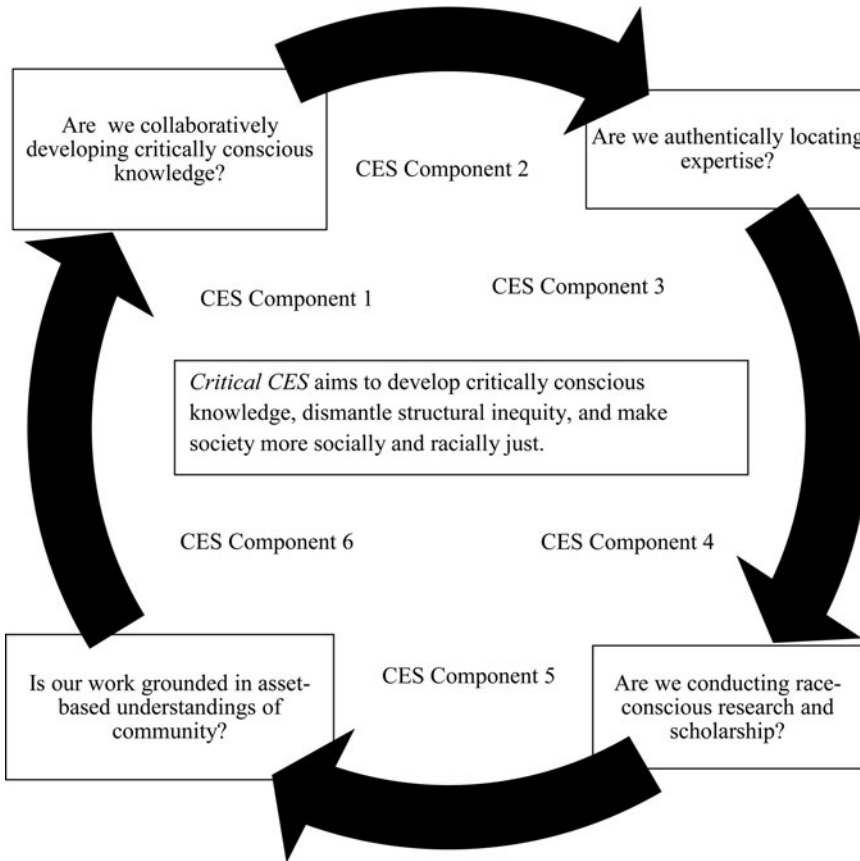 Are we collaboratively
developing critically conscious
knowledge?
Are we authentically locating
expertise?
CES Component 2
CES Component 1
CES Component 3
Critical CES aims to develop critically conscious
knowledge, dismantle structural inequity, and make
society more socially and racially just.
CES Component 6
CES Component 4
CES Component 5
Is our work grounded in asset-
based understandings of
community?
Are we conducting race-
conscious research and
scholarship?